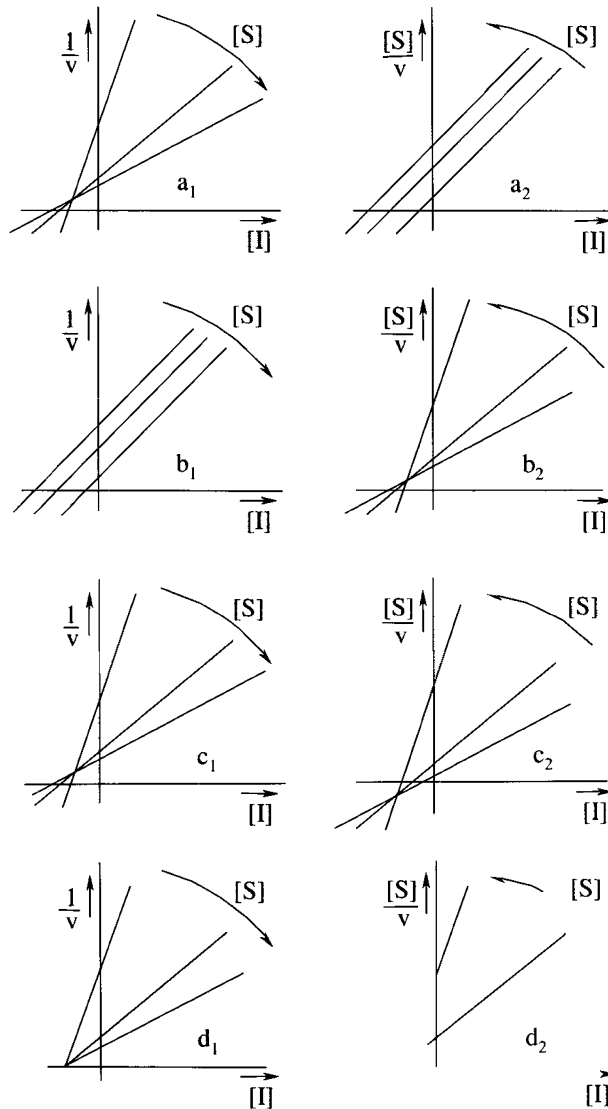 1/v [S] [S]/v [S]
a₁ a₂
[I] [I]
1/v [S] [S]/v [S]
b₁ b₂
[I] [I]
1/v [S] [S]/v [S]
c₁ c₂
[I] [I]
1/v [S] [S]/v [S]
d₁ d₂
[I] [I]